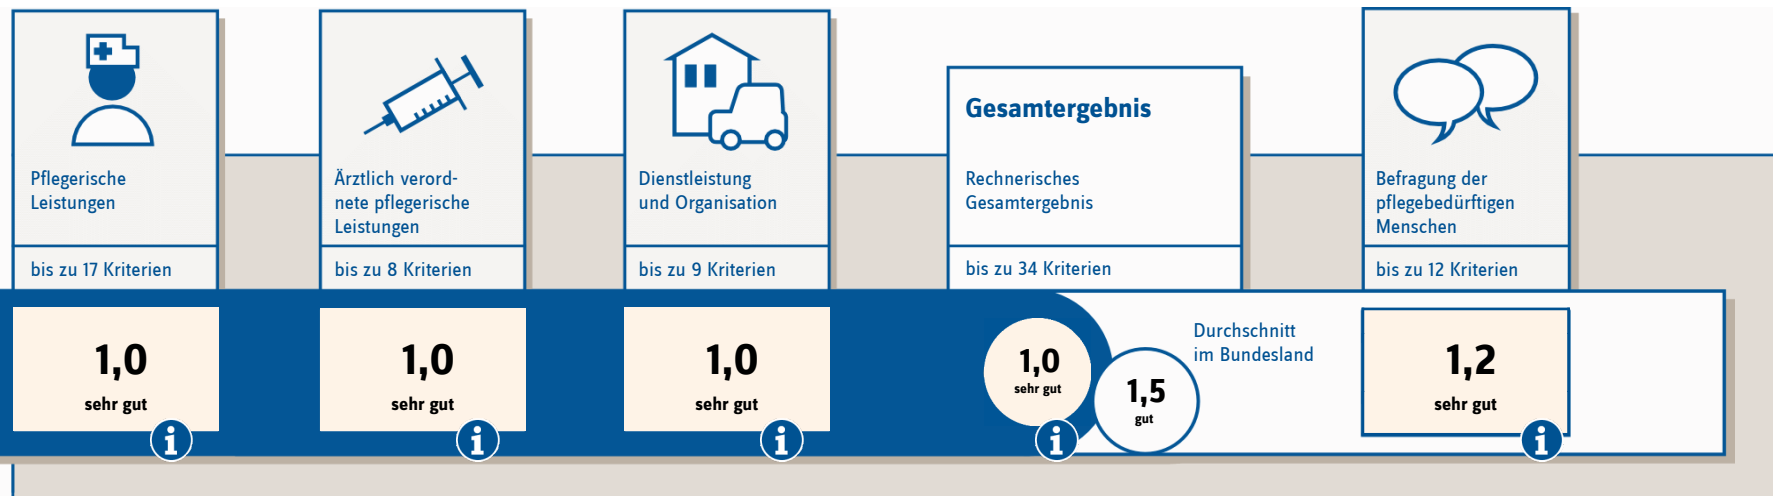 Pflegerische
Leistungen
bis zu 17 Kriterien
1,0
sehr gut
i
Ärztlich verord-
nete pflegerische
Leistungen
bis zu 8 Kriterien
1,0
sehr gut
i
Dienstleistung
und Organisation
bis zu 9 Kriterien
1,0
sehr gut
i
Gesamtergebnis
Rechnerisches
Gesamtergebnis
bis zu 34 Kriterien
1,0
sehr gut
i
1,5
gut
Durchschnitt
im Bundesland
Befragung der
pflegebedürftigen
Menschen
bis zu 12 Kriterien
1,2
sehr gut
i